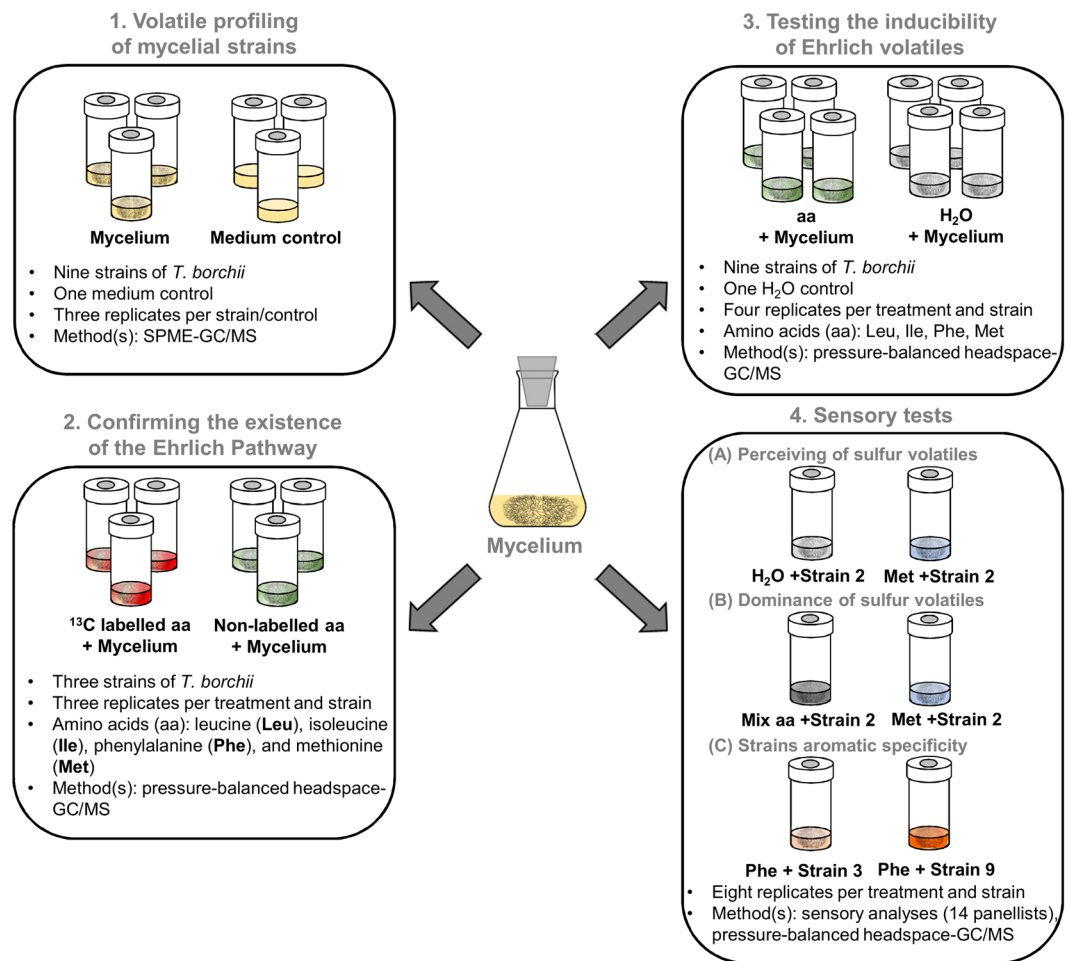 1. Volatile profiling
of mycelial strains
Mycelium
Medium control
• Nine strains of T. borchii
• One medium control
• Three replicates per strain/control
• Method(s): SPME-GC/MS
2. Confirming the existence
of the Ehrlich Pathway
¹³C labelled aa
+ Mycelium
Non-labelled aa
+ Mycelium
• Three strains of T. borchii
• Three replicates per treatment and strain
• Amino acids (aa): leucine (Leu), isoleucine
(Ile), phenylalanine (Phe), and methionine
(Met)
• Method(s): pressure-balanced headspace-
GC/MS
Mycelium
3. Testing the inducibility
of Ehrlich volatiles
aa
+ Mycelium
H₂O
+ Mycelium
• Nine strains of T. borchii
• One H₂O control
• Four replicates per treatment and strain
• Amino acids (aa): Leu, Ile, Phe, Met
• Method(s): pressure-balanced headspace-
GC/MS
4. Sensory tests
(A) Perceiving of sulfur volatiles
H₂O +Strain 2 Met +Strain 2
(B) Dominance of sulfur volatiles
Mix aa +Strain 2 Met +Strain 2
(C) Strains aromatic specificity
Phe + Strain 3 Phe + Strain 9
• Eight replicates per treatment and strain
• Method(s): sensory analyses (14 panellists),
pressure-balanced headspace-GC/MS